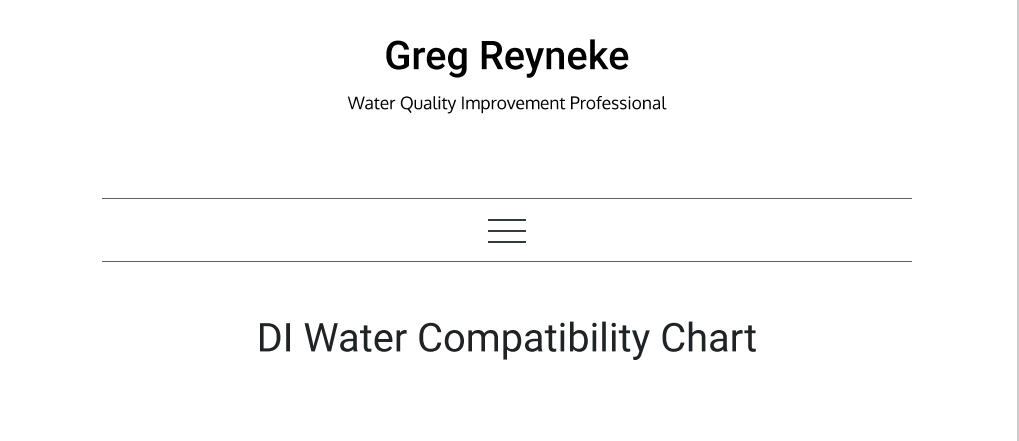 Greg Reyneke
Water Quality Improvement Professional
DI Water Compatibility Chart